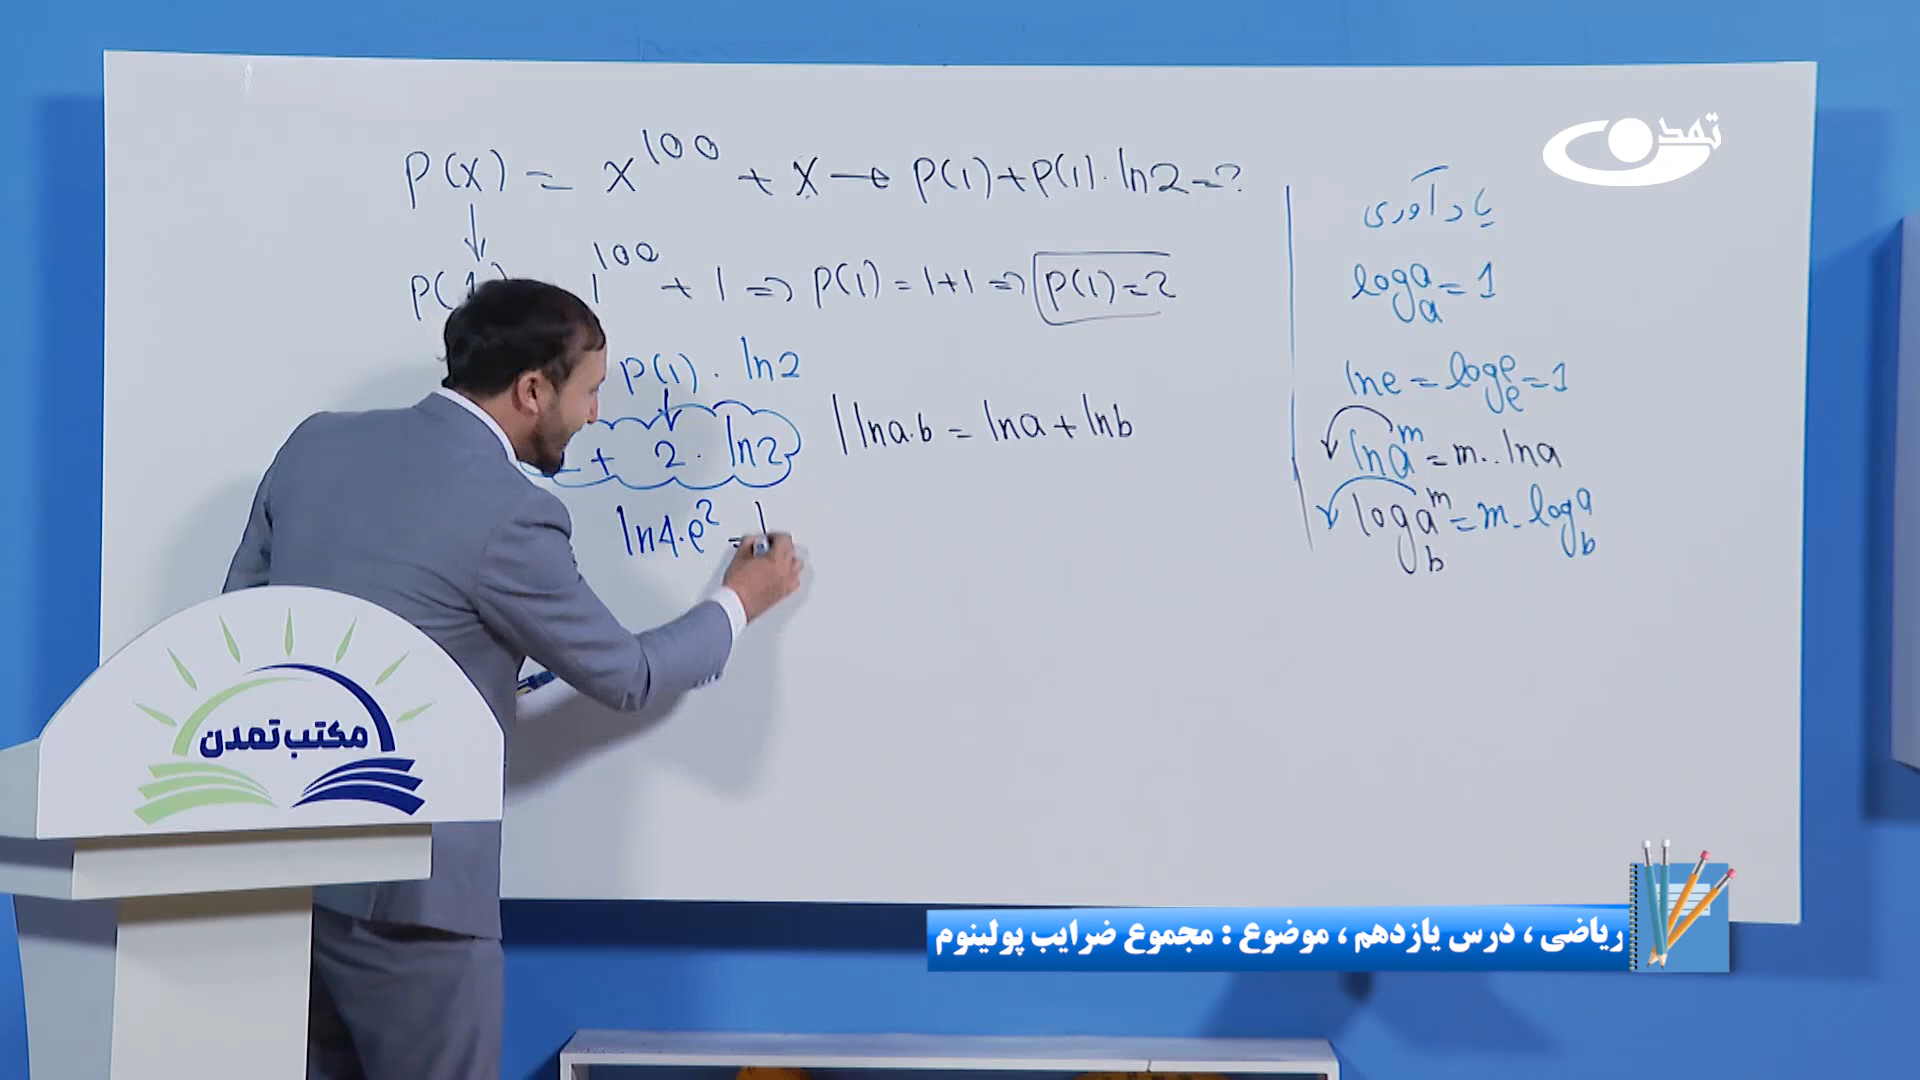 P(x) = x^100 + x → P(1) + P(1) · ln2 = ?
P(1) 1^100 + 1 ⇒ P(1) = 1+1 ⇒ P(1) = 2
P(1) · ln2
+ 2 · ln2
lna·b = lna + lnb
ln4·e^2 =
یادآوری
log_a a = 1
lne = log_e e = 1
lna^m = m··lna
log_b a^m = m·log_b a
تمدن
مکتب تمدن
ریاضی ، درس یازدهم ، موضوع : مجموع ضرایب پولینوم